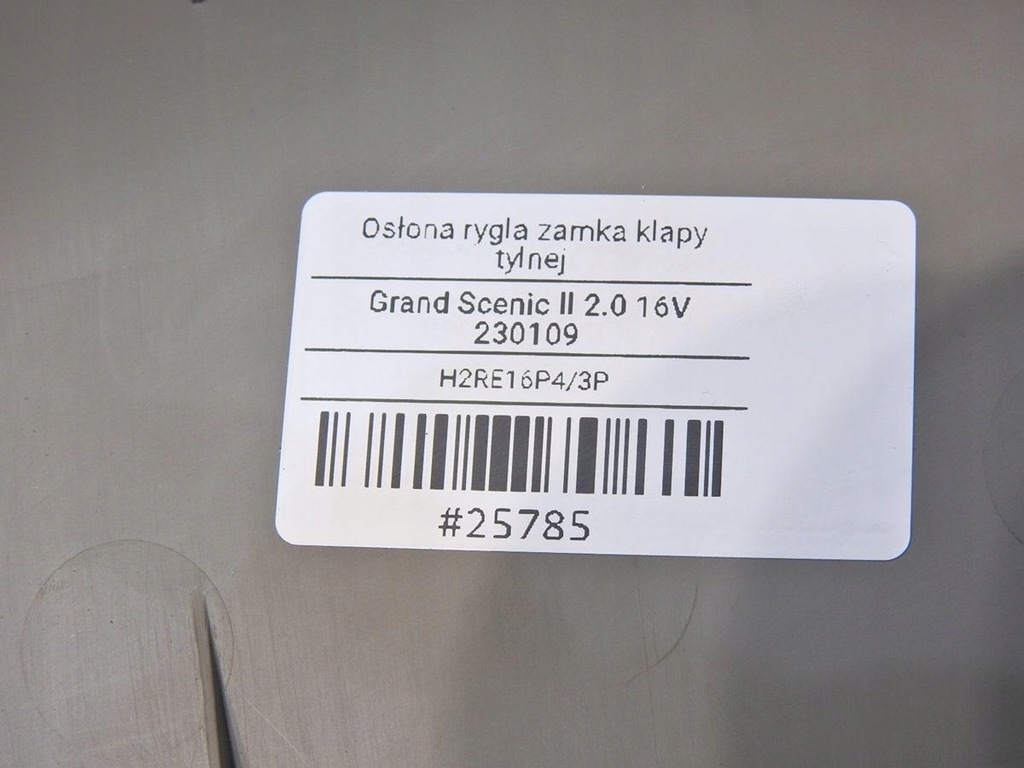 Osłona rygla zamka klapy
tylnej
Grand Scenic II 2.0 16V
230109
H2RE16P4/3P
#25785